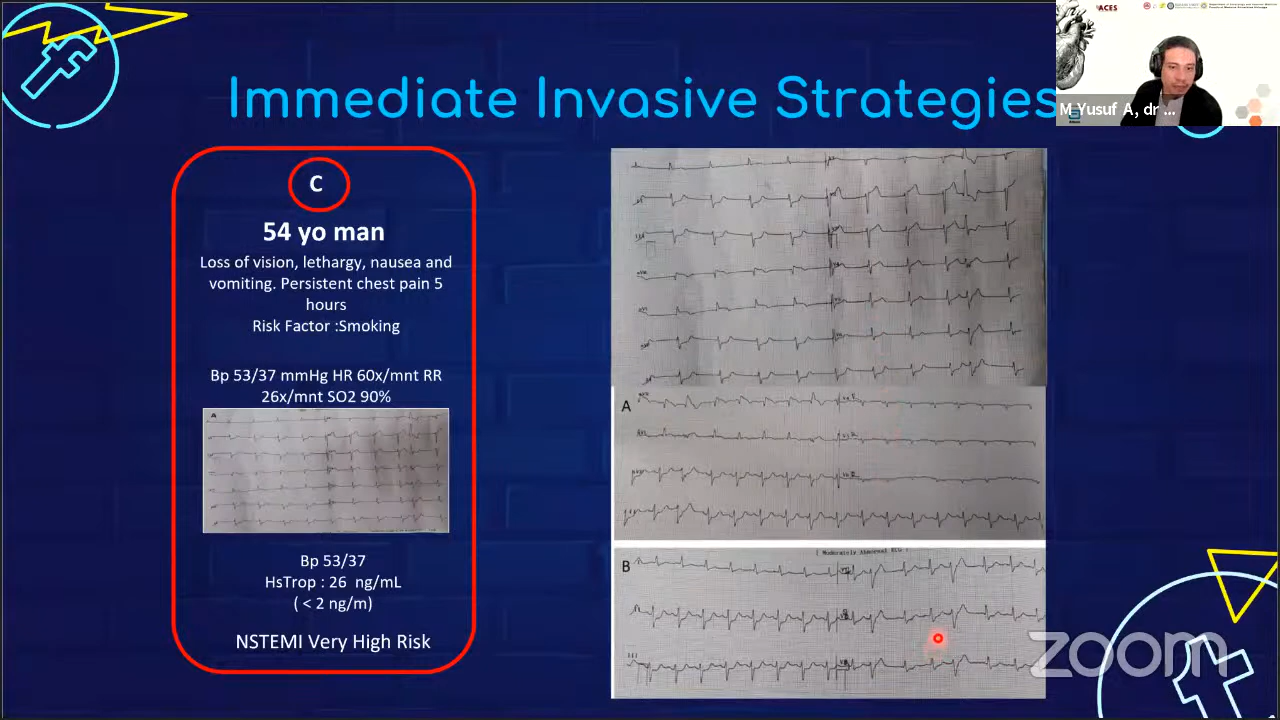 Immediate Invasive Strategies
ACES
M Yusuf A, dr ...
C
54 yo man
Loss of vision, lethargy, nausea and
vomiting. Persistent chest pain 5
hours
Risk Factor :Smoking
Bp 53/37 mmHg HR 60x/mnt RR
26x/mnt SO2 90%
A
Bp 53/37
HsTrop : 26 ng/mL
( < 2 ng/m)
NSTEMI Very High Risk
A
B
( Moderately Abnormal ECG )
zoom